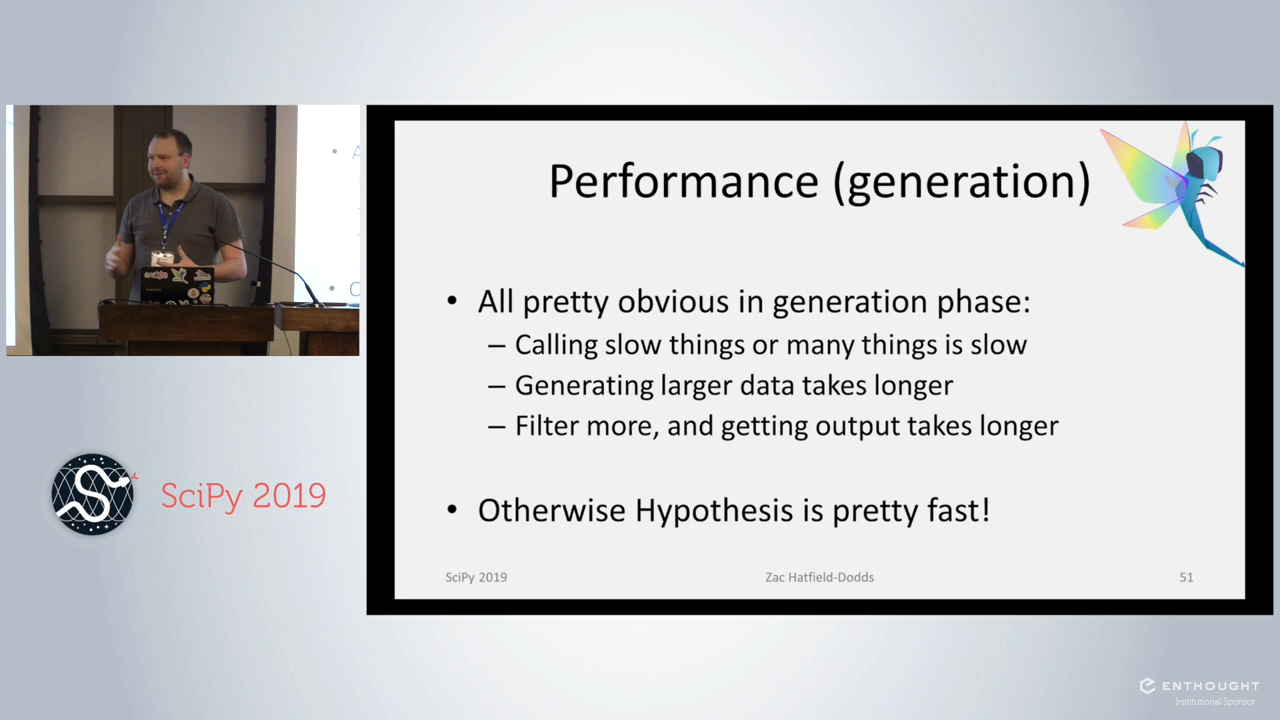 Performance (generation)
• All pretty obvious in generation phase:
– Calling slow things or many things is slow
– Generating larger data takes longer
– Filter more, and getting output takes longer
• Otherwise Hypothesis is pretty fast!
SciPy 2019
Zac Hatfield-Dodds
51
SciPy 2019
ENTHOUGHT
Institutional Sponsor